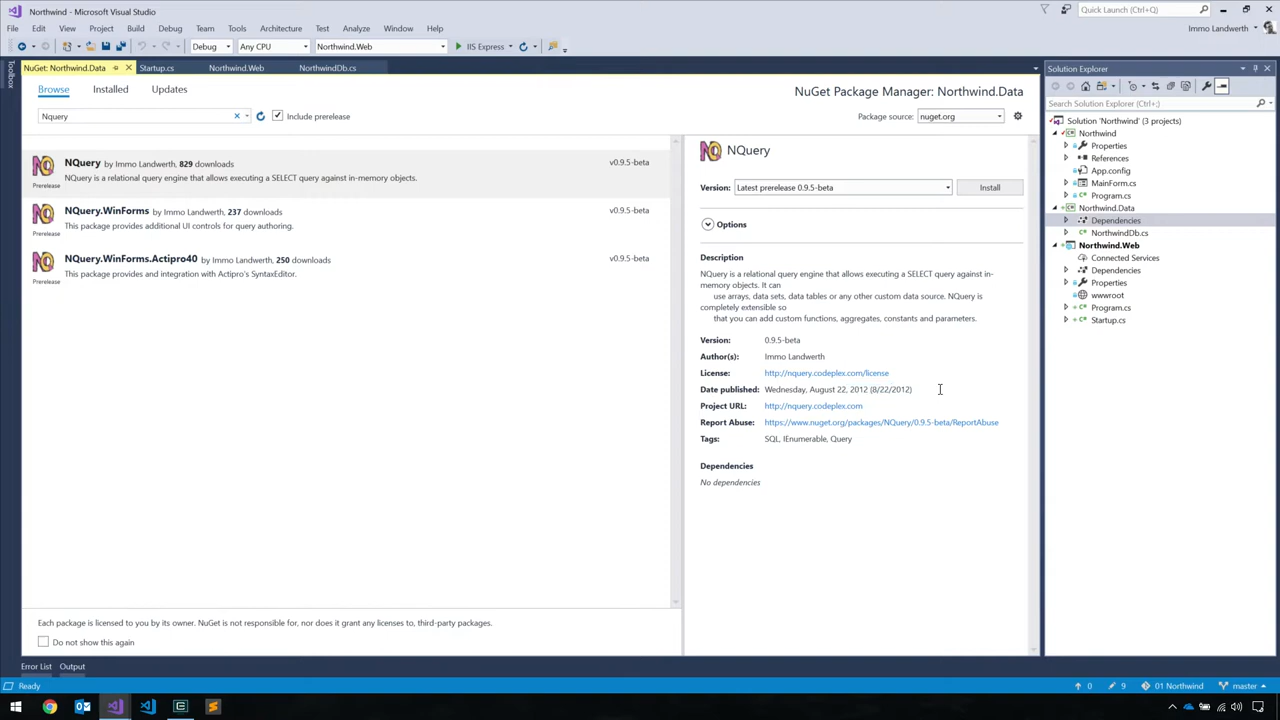 Northwind - Microsoft Visual Studio
Quick Launch (Ctrl+Q)
File Edit View Project Build Debug Team Tools Architecture Test Analyze Window Help
Immo Landwerth
Debug Any CPU Northwind.Web IIS Express
Toolbox
NuGet: Northwind.Data Startup.cs Northwind.Web NorthwindDb.cs
Browse Installed Updates
NuGet Package Manager: Northwind.Data
Nquery
Include prerelease
Package source: nuget.org
NQuery by Immo Landwerth, 829 downloads
v0.9.5-beta
NQuery is a relational query engine that allows executing a SELECT query against in-memory objects.
Prerelease
NQuery.WinForms by Immo Landwerth, 237 downloads
v0.9.5-beta
This package provides additional UI controls for query authoring.
Prerelease
NQuery.WinForms.Actipro40 by Immo Landwerth, 250 downloads
v0.9.5-beta
This package provides and integration with Actipro's SyntaxEditor.
Prerelease
Each package is licensed to you by its owner. NuGet is not responsible for, nor does it grant any licenses to, third-party packages.
Do not show this again
NQuery
Version: Latest prerelease 0.9.5-beta Install
Options
Description
NQuery is a relational query engine that allows executing a SELECT query against in-
memory objects. It can
use arrays, data sets, data tables or any other custom data source. NQuery is
completely extensible so
that you can add custom functions, aggregates, constants and parameters.
Version: 0.9.5-beta
Author(s): Immo Landwerth
License: http://nquery.codeplex.com/license
Date published: Wednesday, August 22, 2012 (8/22/2012)
Project URL: http://nquery.codeplex.com
Report Abuse: https://www.nuget.org/packages/NQuery/0.9.5-beta/ReportAbuse
Tags: SQL, IEnumerable, Query
Dependencies
No dependencies
Solution Explorer
Search Solution Explorer (Ctrl+;)
Solution 'Northwind' (3 projects)
Northwind
Properties
References
App.config
MainForm.cs
Program.cs
Northwind.Data
Dependencies
NorthwindDb.cs
Northwind.Web
Connected Services
Dependencies
Properties
wwwroot
Program.cs
Startup.cs
Error List Output
Ready
0 9 01 Northwind master